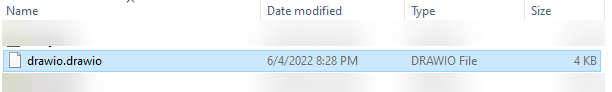 Name Date modified Type Size
drawio.drawio 6/4/2022 8:28 PM DRAWIO File 4 KB